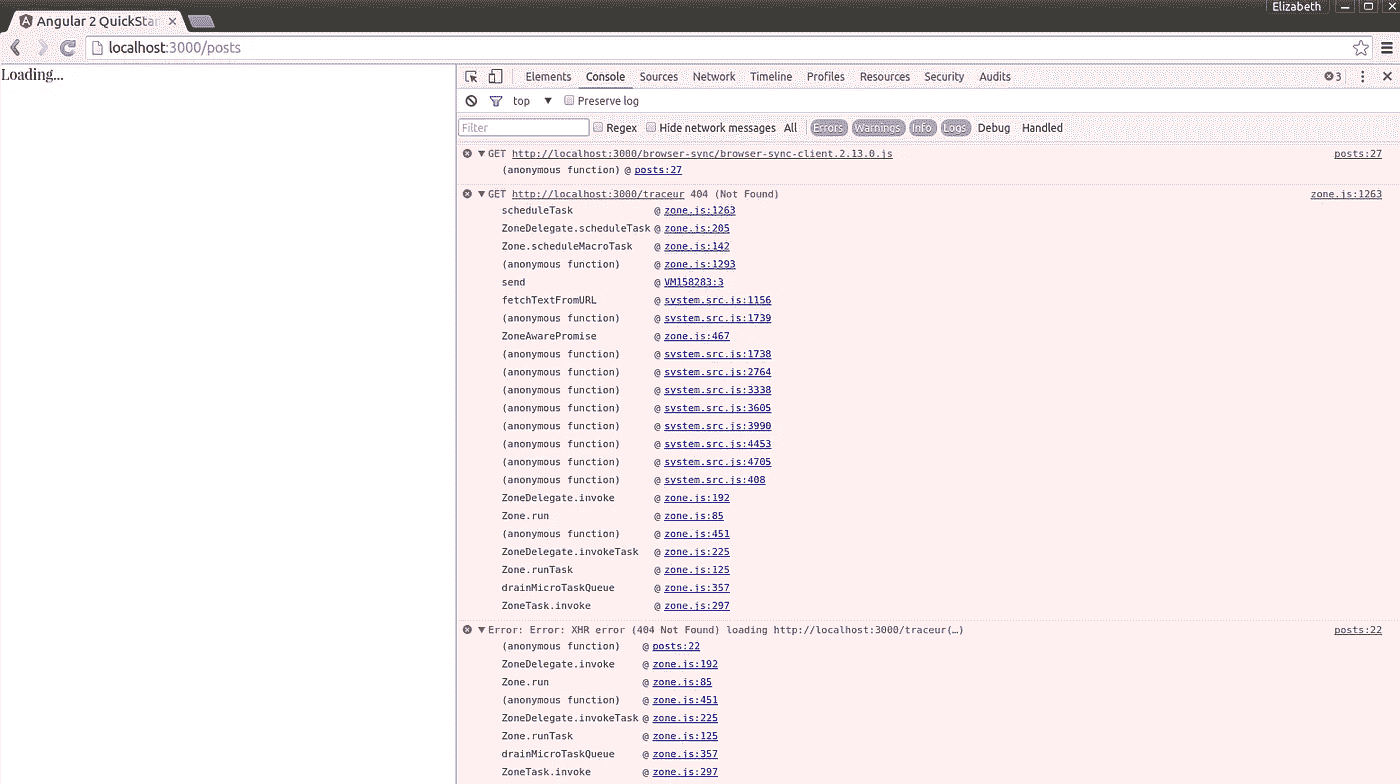 Elizabeth
Angular 2 QuickStar
localhost:3000/posts
Loading...
Elements Console Sources Network Timeline Profiles Resources Security Audits 3
top Preserve log
Filter Regex Hide network messages All Errors Warnings Info Logs Debug Handled
GET http://localhost:3000/browser-sync/browser-sync-client.2.13.0.js posts:27
(anonymous function) @ posts:27
GET http://localhost:3000/traceur 404 (Not Found) zone.js:1263
scheduleTask @ zone.js:1263
ZoneDelegate.scheduleTask @ zone.js:205
Zone.scheduleMacroTask @ zone.js:142
(anonymous function) @ zone.js:1293
send @ VM158283:3
fetchTextFromURL @ system.src.js:1156
(anonymous function) @ system.src.js:1739
ZoneAwarePromise @ zone.js:467
(anonymous function) @ system.src.js:1738
(anonymous function) @ system.src.js:2764
(anonymous function) @ system.src.js:3338
(anonymous function) @ system.src.js:3605
(anonymous function) @ system.src.js:3990
(anonymous function) @ system.src.js:4453
(anonymous function) @ system.src.js:4705
(anonymous function) @ system.src.js:408
ZoneDelegate.invoke @ zone.js:192
Zone.run @ zone.js:85
(anonymous function) @ zone.js:451
ZoneDelegate.invokeTask @ zone.js:225
Zone.runTask @ zone.js:125
drainMicroTaskQueue @ zone.js:357
ZoneTask.invoke @ zone.js:297
Error: Error: XHR error (404 Not Found) loading http://localhost:3000/traceur(…) posts:22
(anonymous function) @ posts:22
ZoneDelegate.invoke @ zone.js:192
Zone.run @ zone.js:85
(anonymous function) @ zone.js:451
ZoneDelegate.invokeTask @ zone.js:225
Zone.runTask @ zone.js:125
drainMicroTaskQueue @ zone.js:357
ZoneTask.invoke @ zone.js:297